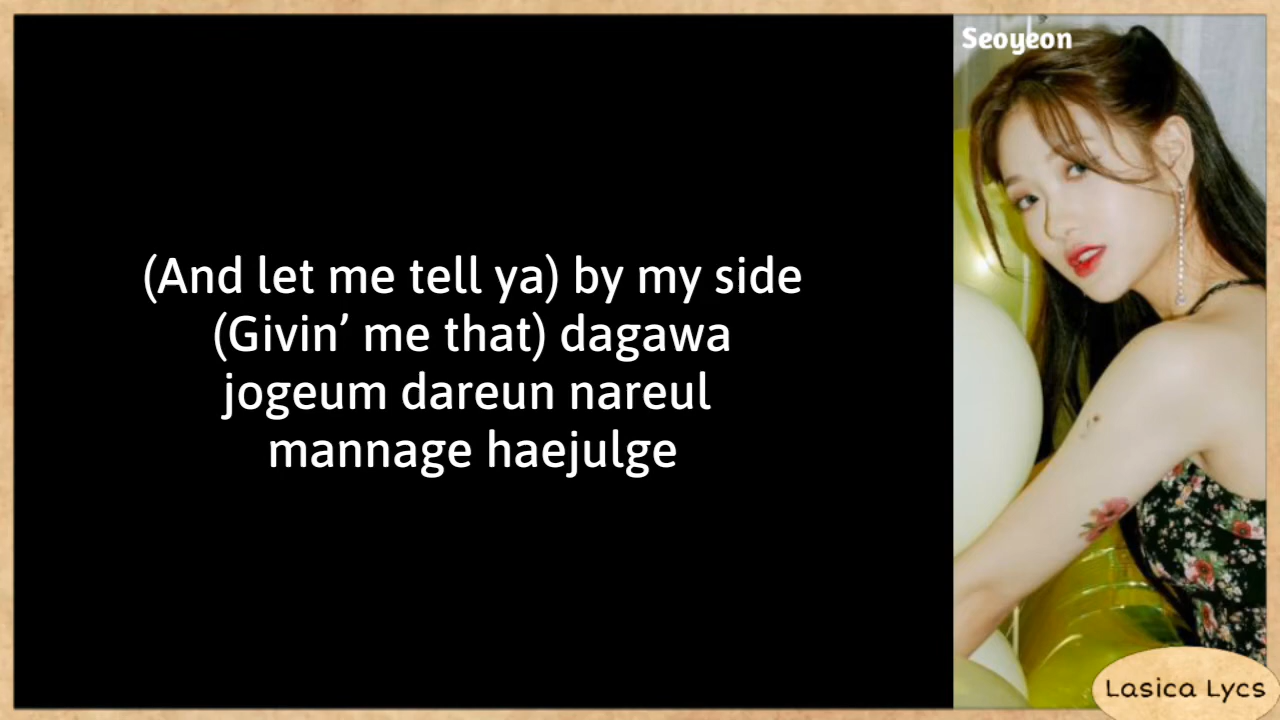 Seoyeon
(And let me tell ya) by my side
(Givin’ me that) dagawa
jogeum dareun nareul
mannage haejulge
Lasica Lycs